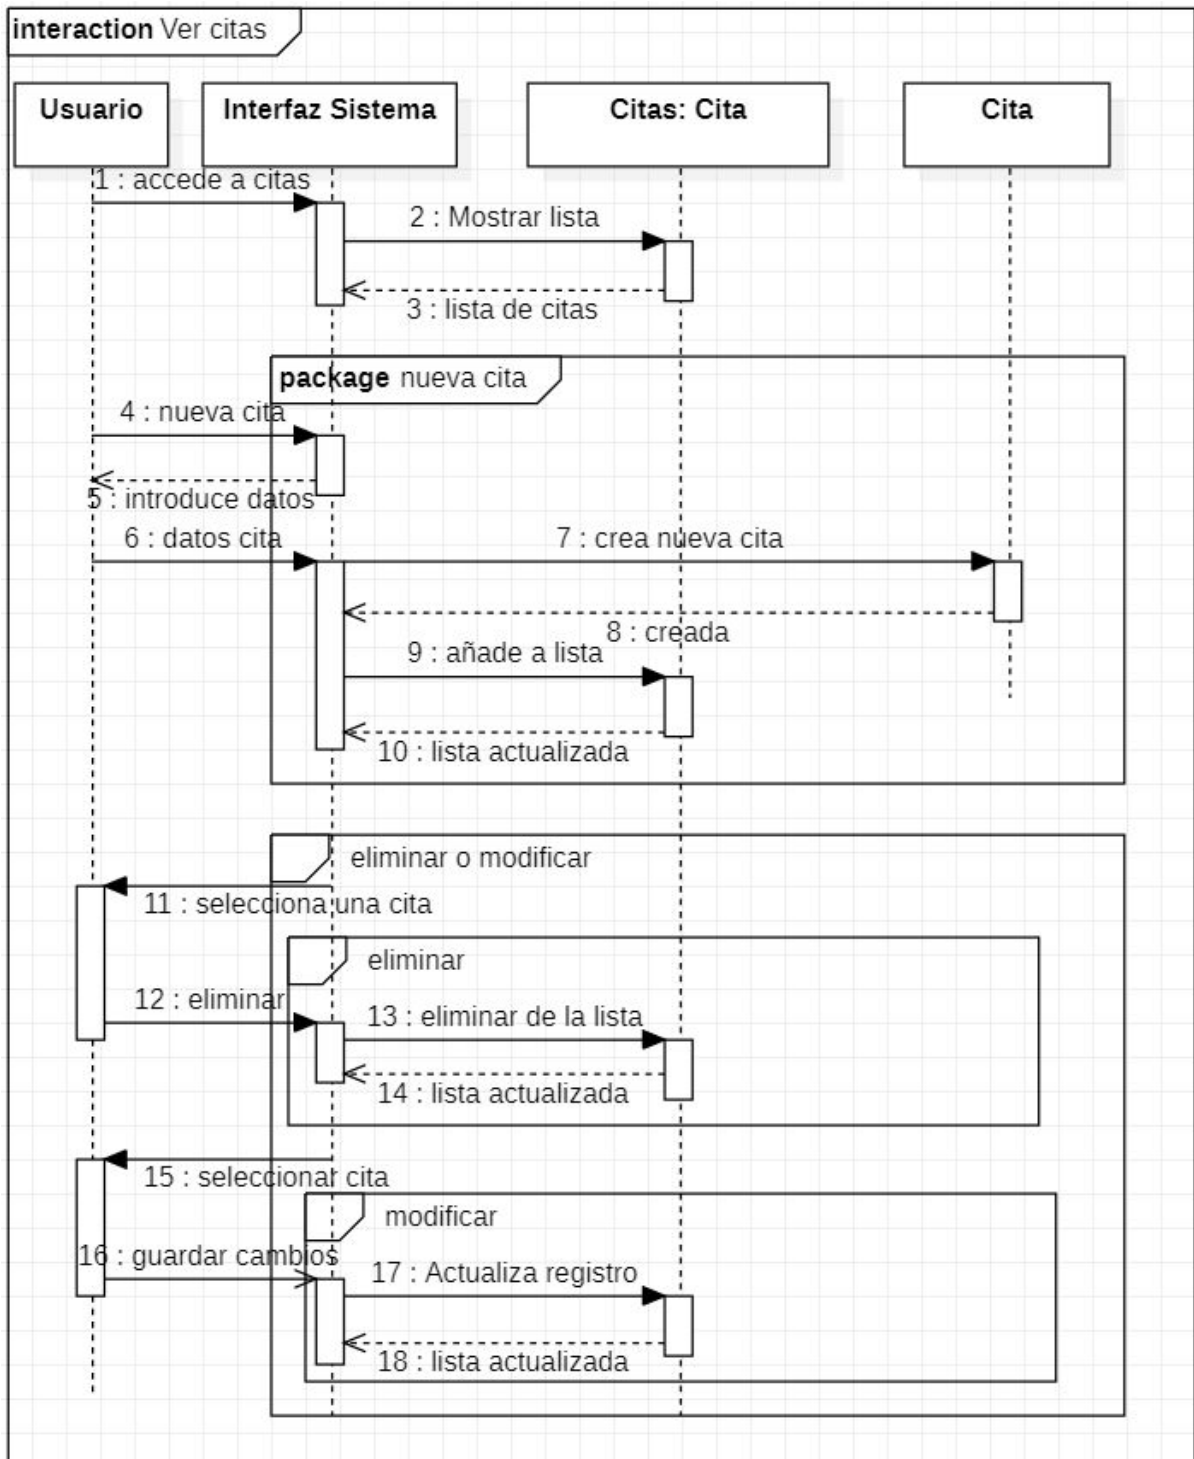 interaction Ver citas
Usuario
Interfaz Sistema
Citas: Cita
Cita
1 : accede a citas
2 : Mostrar lista
3 : lista de citas
package nueva cita
4 : nueva cita
5 : introduce datos
6 : datos cita
7 : crea nueva cita
8 : creada
9 : añade a lista
10 : lista actualizada
eliminar o modificar
11 : selecciona una cita
eliminar
12 : eliminar
13 : eliminar de la lista
14 : lista actualizada
15 : seleccionar cita
modificar
16 : guardar cambios
17 : Actualiza registro
18 : lista actualizada